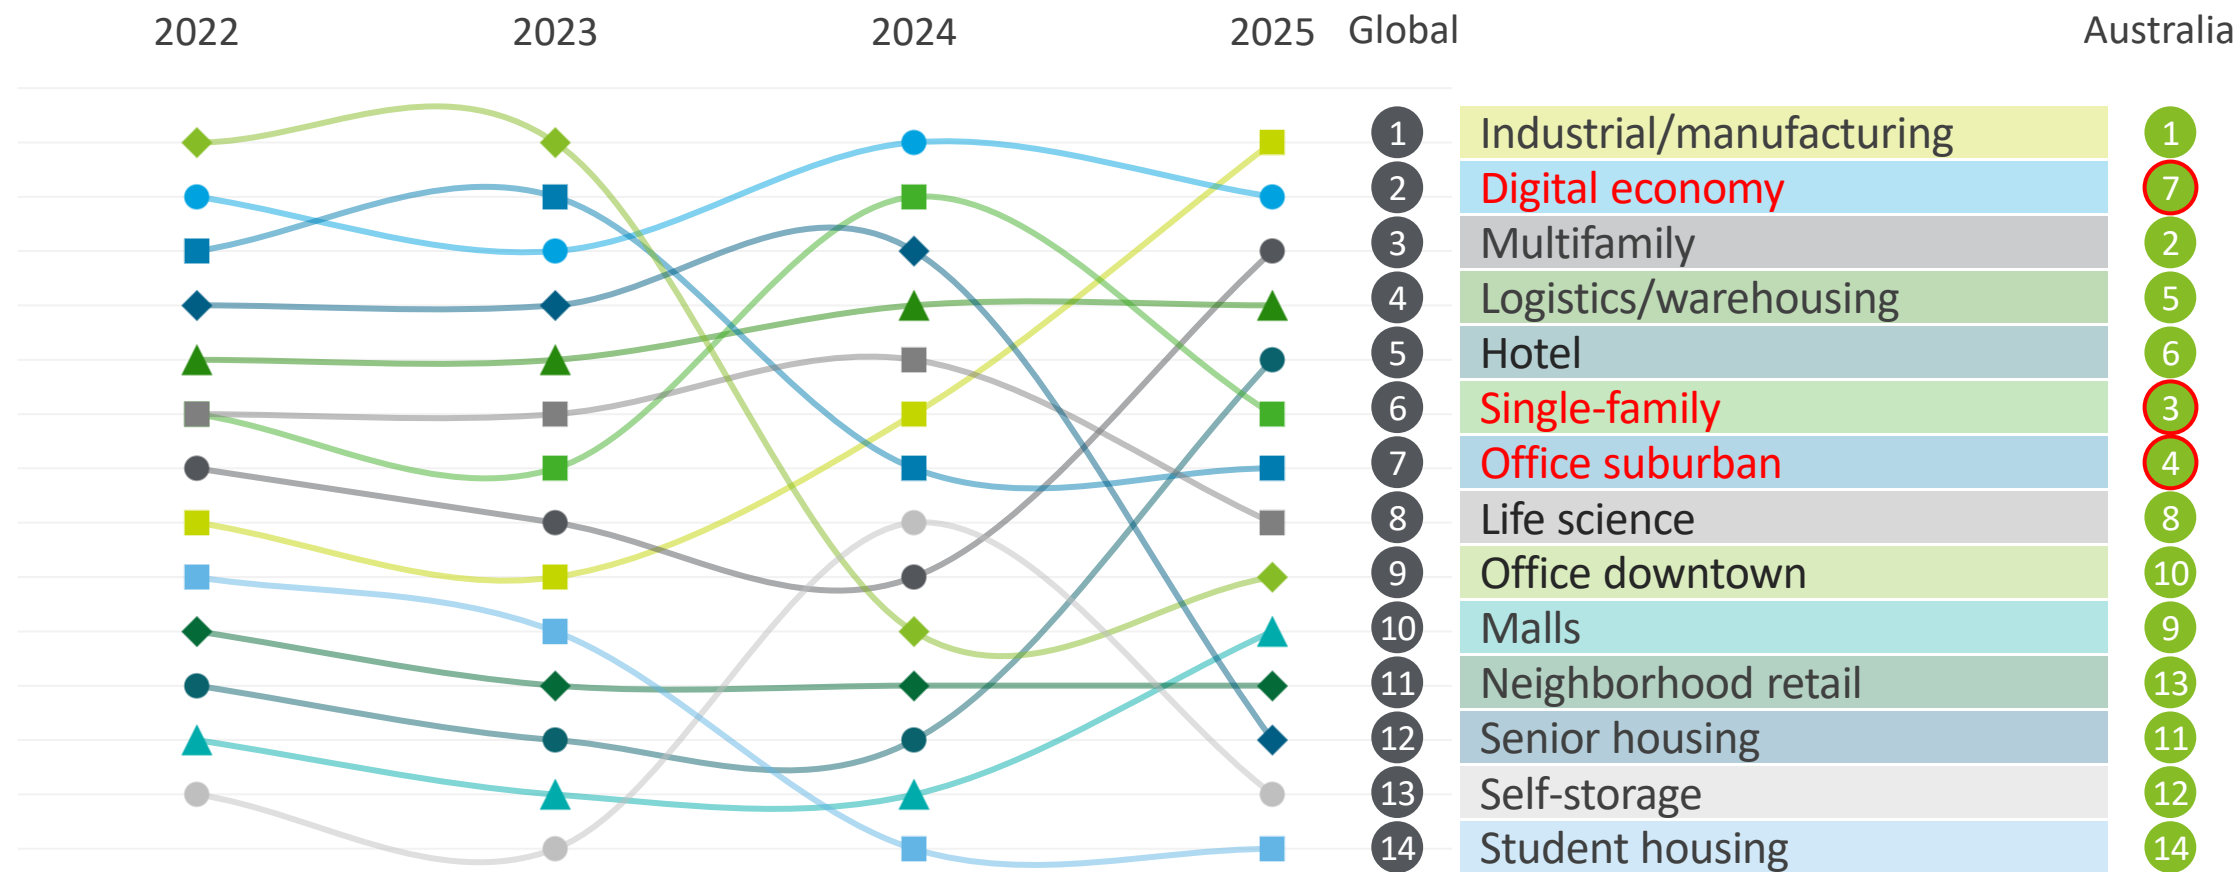 2022 2023 2024 2025 Global Australia
1 Industrial/manufacturing 1
2 Digital economy 7
3 Multifamily 2
4 Logistics/warehousing 5
5 Hotel 6
6 Single-family 3
7 Office suburban 4
8 Life science 8
9 Office downtown 10
10 Malls 9
11 Neighborhood retail 13
12 Senior housing 11
13 Self-storage 12
14 Student housing 14